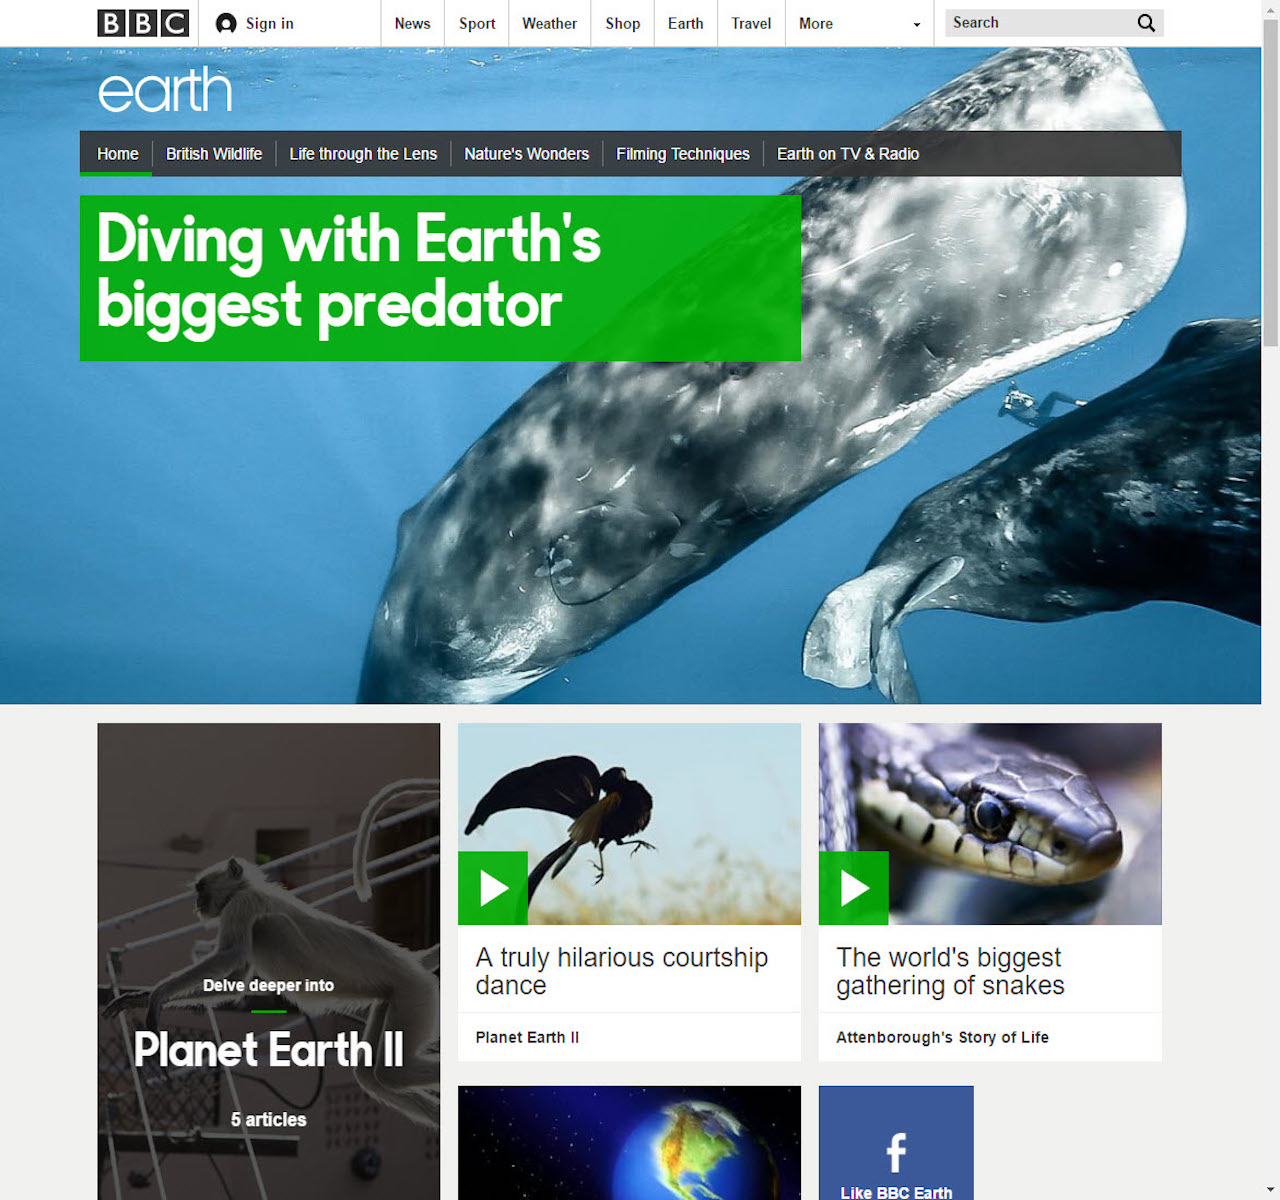 BBC
Sign in
News
Sport
Weather
Shop
Earth
Travel
More
Search
earth
Home
British Wildlife
Life through the Lens
Nature's Wonders
Filming Techniques
Earth on TV & Radio
Diving with Earth's
biggest predator
Delve deeper into
Planet Earth II
5 articles
A truly hilarious courtship
dance
Planet Earth II
The world's biggest
gathering of snakes
Attenborough's Story of Life
f
Like BBC Earth